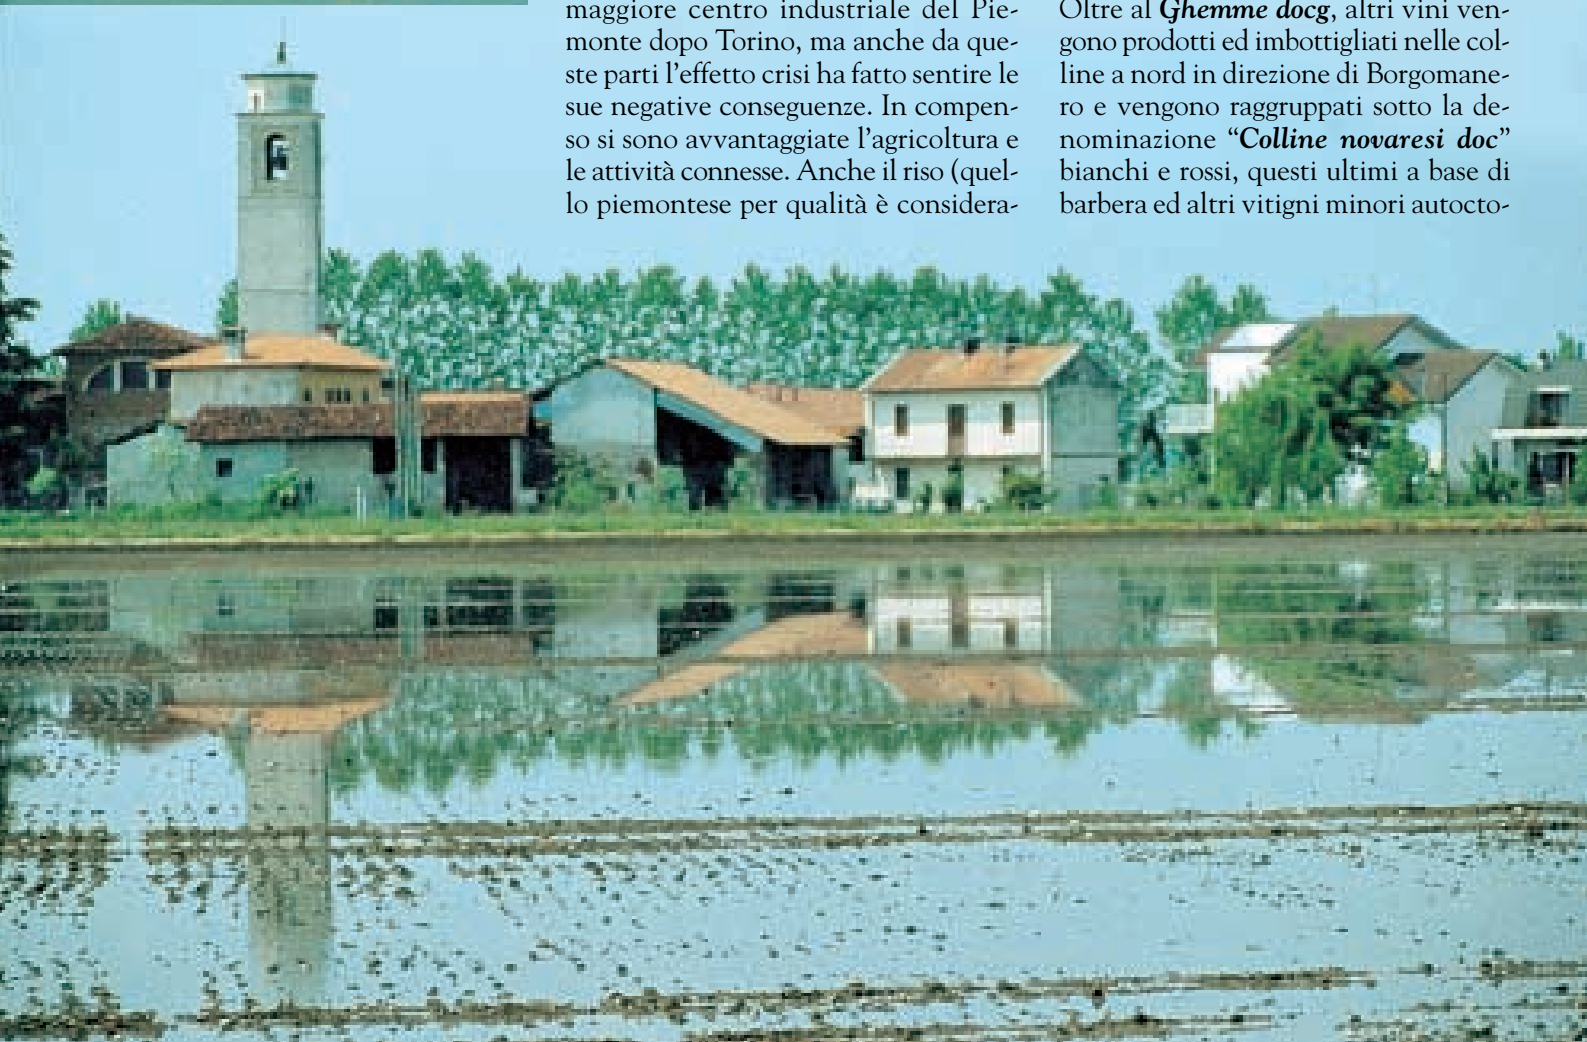 maggiore centro industriale del Pie-
monte dopo Torino, ma anche da que-
ste parti l'effetto crisi ha fatto sentire le
sue negative conseguenze. In compen-
so si sono avvantaggiate l'agricoltura e
le attività connesse. Anche il riso (quel-
lo piemontese per qualità è considera-
Oltre al Ghemme docg, altri vini ven-
gono prodotti ed imbottigliati nelle col-
line a nord in direzione di Borgomane-
ro e vengono raggruppati sotto la de-
nominazione “Colline novaresi doc”
bianchi e rossi, questi ultimi a base di
barbera ed altri vitigni minori autocto-